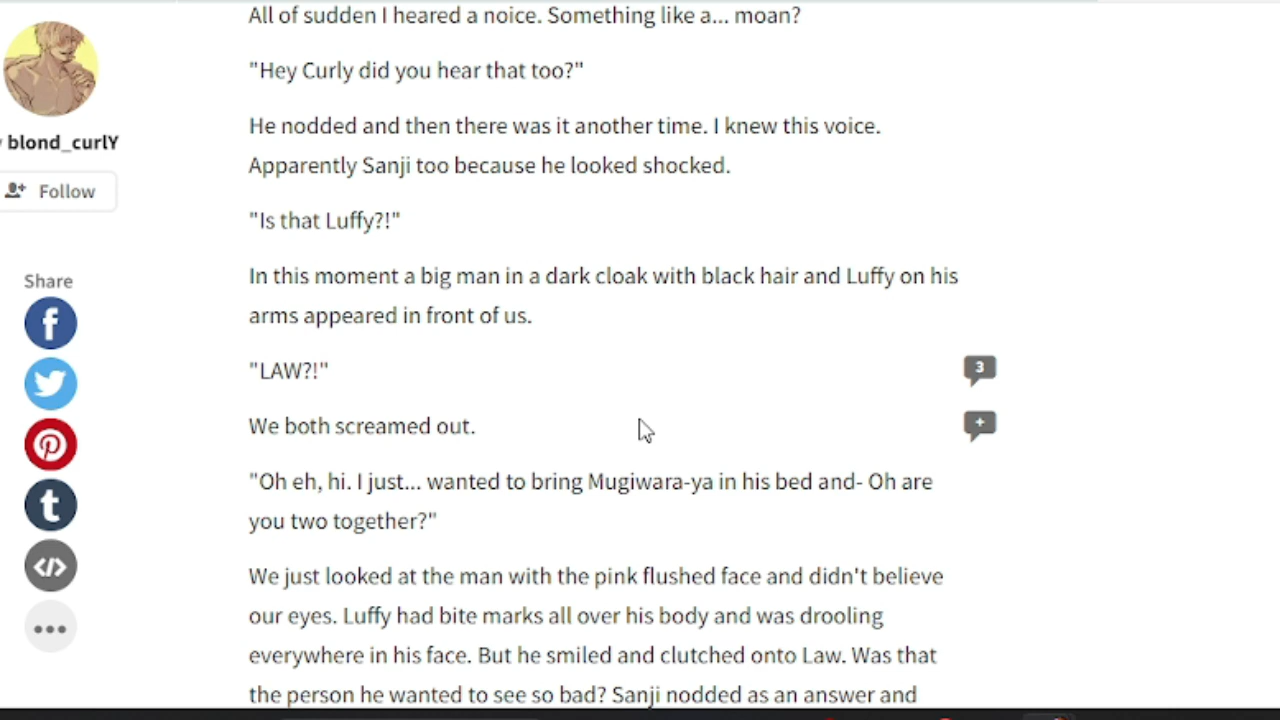 All of sudden I heared a noice. Something like a... moan?
"Hey Curly did you hear that too?"
He nodded and then there was it another time. I knew this voice.
Apparently Sanji too because he looked shocked.
"Is that Luffy?!"
In this moment a big man in a dark cloak with black hair and Luffy on his
arms appeared in front of us.
"LAW?!"
3
We both screamed out.
+
"Oh eh, hi. I just... wanted to bring Mugiwara-ya in his bed and- Oh are
you two together?"
We just looked at the man with the pink flushed face and didn't believe
our eyes. Luffy had bite marks all over his body and was drooling
everywhere in his face. But he smiled and clutched onto Law. Was that
the person he wanted to see so bad? Sanji nodded as an answer and
blond_curlY
Follow
Share